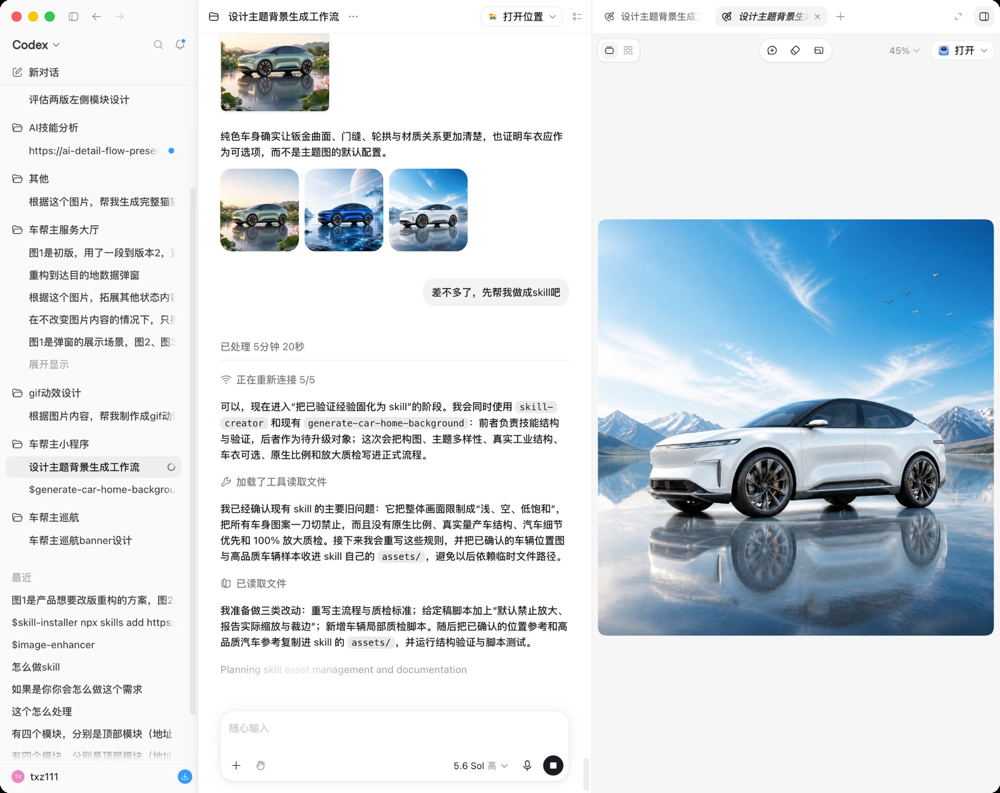 设计主题背景生成工作流
打开位置
设计主题背景生成
设计主题背景生
Codex
45%
打开
新对话
评估两版左侧模块设计
AI技能分析
https://ai-detail-flow-prese
其他
根据这个图片，帮我生成完整猫
车帮主服务大厅
图1是初版，用了一段到版本2，
重构到达目的地数据弹窗
根据这个图片，拓展其他状态内容
在不改变图片内容的情况下，只
图1是弹窗的展示场景，图2、图3
展开显示
gif动效设计
根据图片内容，帮我制作成gif动
车帮主小程序
设计主题背景生成工作流
$generate-car-home-backgrou
车帮主巡航
车帮主巡航banner设计
最近
图1是产品想要改版重构的方案，图2
$skill-installer npx skills add https:
$image-enhancer
怎么做skill
如果是你你会怎么做这个需求
这个怎么处理
有四个模块，分别是顶部模块（地址
有四个模块，分别是顶部模块（地址
TX
txz111
纯色车身确实让钣金曲面、门缝、轮拱与材质关系更加清楚，也证明车衣应作
为可选项，而不是主题图的默认配置。
差不多了，先帮我做成skill吧
已处理 5分钟 20秒
正在重新连接 5/5
可以，现在进入“把已验证经验固化为 skill”的阶段。我会同时使用 skill-
creator 和现有 generate-car-home-background：前者负责技能结构
与验证，后者作为待升级对象；这次会把构图、主题多样性、真实工业结构、
车衣可选、原生比例和放大质检写进正式流程。
加载了工具读取文件
我已经确认现有 skill 的主要旧问题：它把整体画面限制成“浅、空、低饱和”，
把所有车身图案一刀切禁止，而且没有原生比例、真实量产车结构、汽车细节
优先和 100% 放大质检。接下来我会重写这些规则，并把已确认的车辆位置图
与高品质车辆样本收进 skill 自己的 assets/，避免以后依赖临时文件路径。
已读取文件
我准备做三类改动：重写主流程与质检标准；给定稿脚本加上“默认禁止放大、
报告实际缩放与裁边”；新增车辆局部质检脚本。随后把已确认的位置参考和高
品质汽车参考复制进 skill 的 assets/，并运行结构验证与脚本测试。
Planning skill asset management and documentation
随心输入
5.6 Sol 高